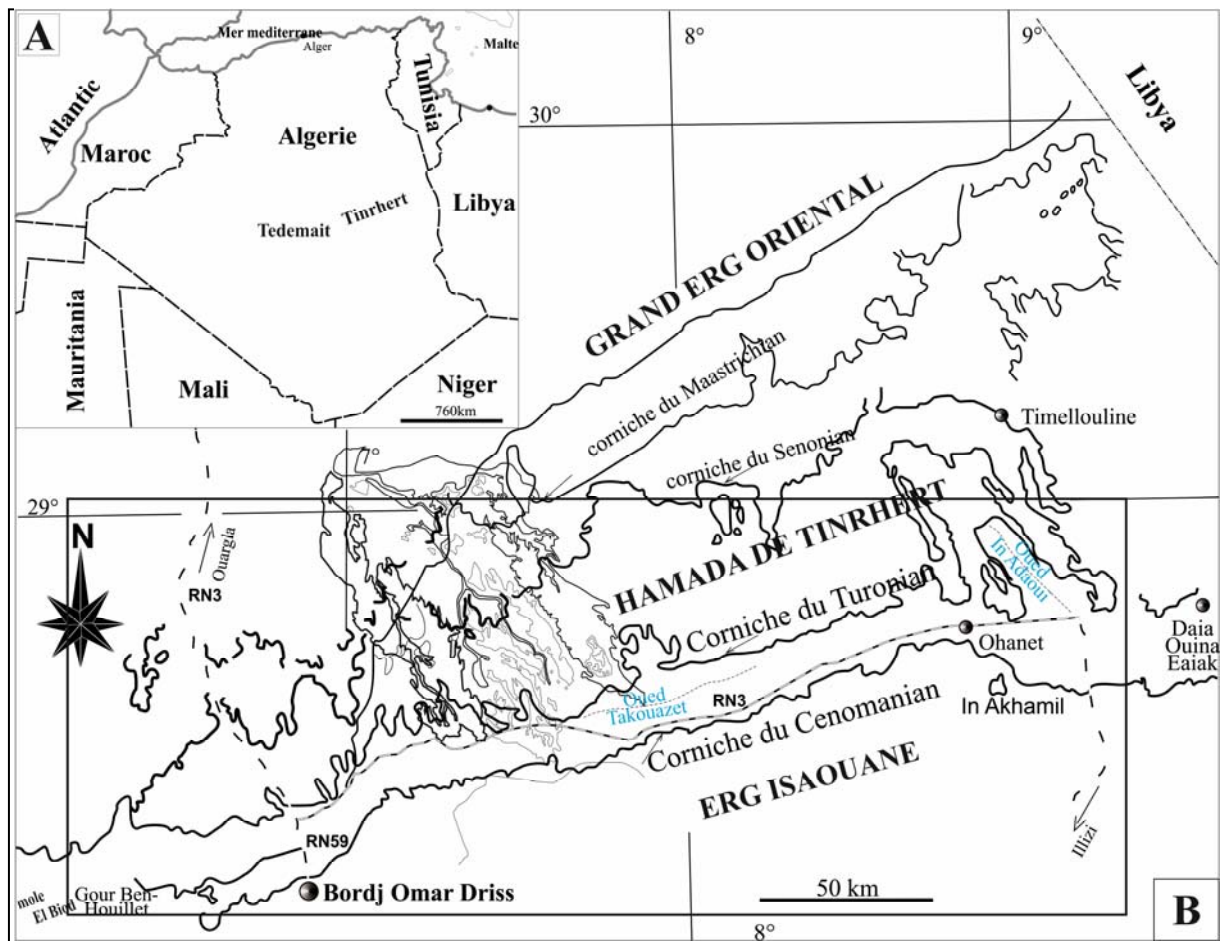 A
Mer mediterrane
Alger
Malte
Atlantic
Maroc
Algerie
Tunisia
Tinrhert
Tedemait
Libya
Mauritania
Mali
Niger
760km
8°
9°
30°
Libya
GRAND ERG ORIENTAL
corniche du Maastrichian
Timellouline
corniche du Senonian
7°
29°
N
Ouargia
RN3
HAMADA DE TINRHERT
Oued
In Adaoui
Corniche du Turonian
Ohanet
Daia
Ouina
Eaiak
Oued
Takouazet
RN3
In Akhamil
Corniche du Cenomanian
ERG ISAOUANE
Illizi
RN59
mole
El Biod
Gour Ben-
Houillet
Bordj Omar Driss
50 km
8°
B